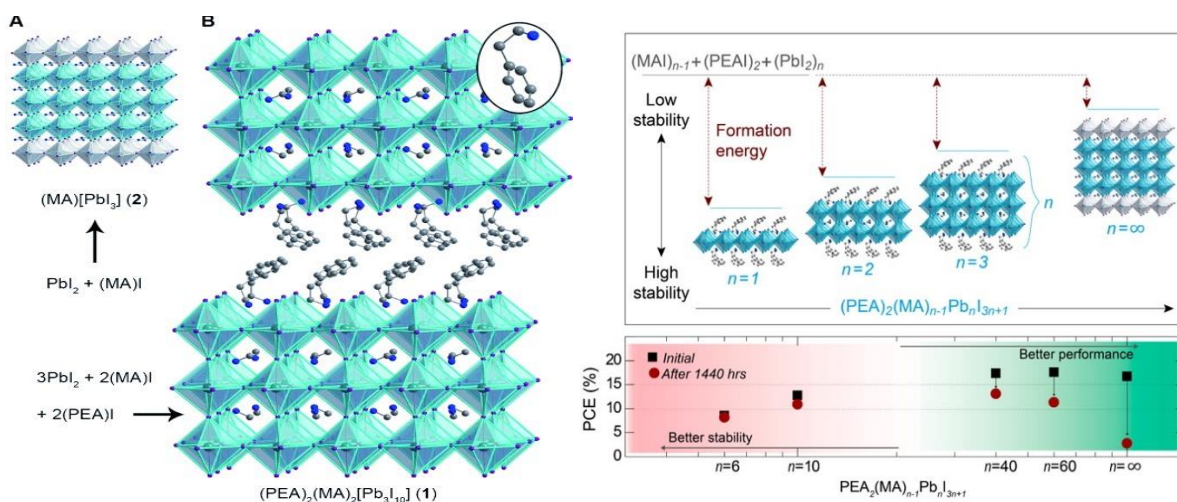 A
B
(MA)[PbI₃] (2)
PbI₂ + (MA)I
3PbI₂ + 2(MA)I
+ 2(PEA)I
(PEA)₂(MA)₂[Pb₃I₁₀] (1)
(MAI)ₙ₋₁+(PEAI)₂+(PbI₂)ₙ
Low
stability
Formation
energy
High
stability
n=1
n=2
n=3
n
n=∞
(PEA)₂(MA)ₙ₋₁PbₙI₃ₙ₊₁
PCE (%)
20
15
10
5
0
Initial
After 1440 hrs
Better performance
Better stability
n=6
n=10
n=40
n=60
n=∞
PEA₂(MA)ₙ₋₁PbₙI₃ₙ₊₁